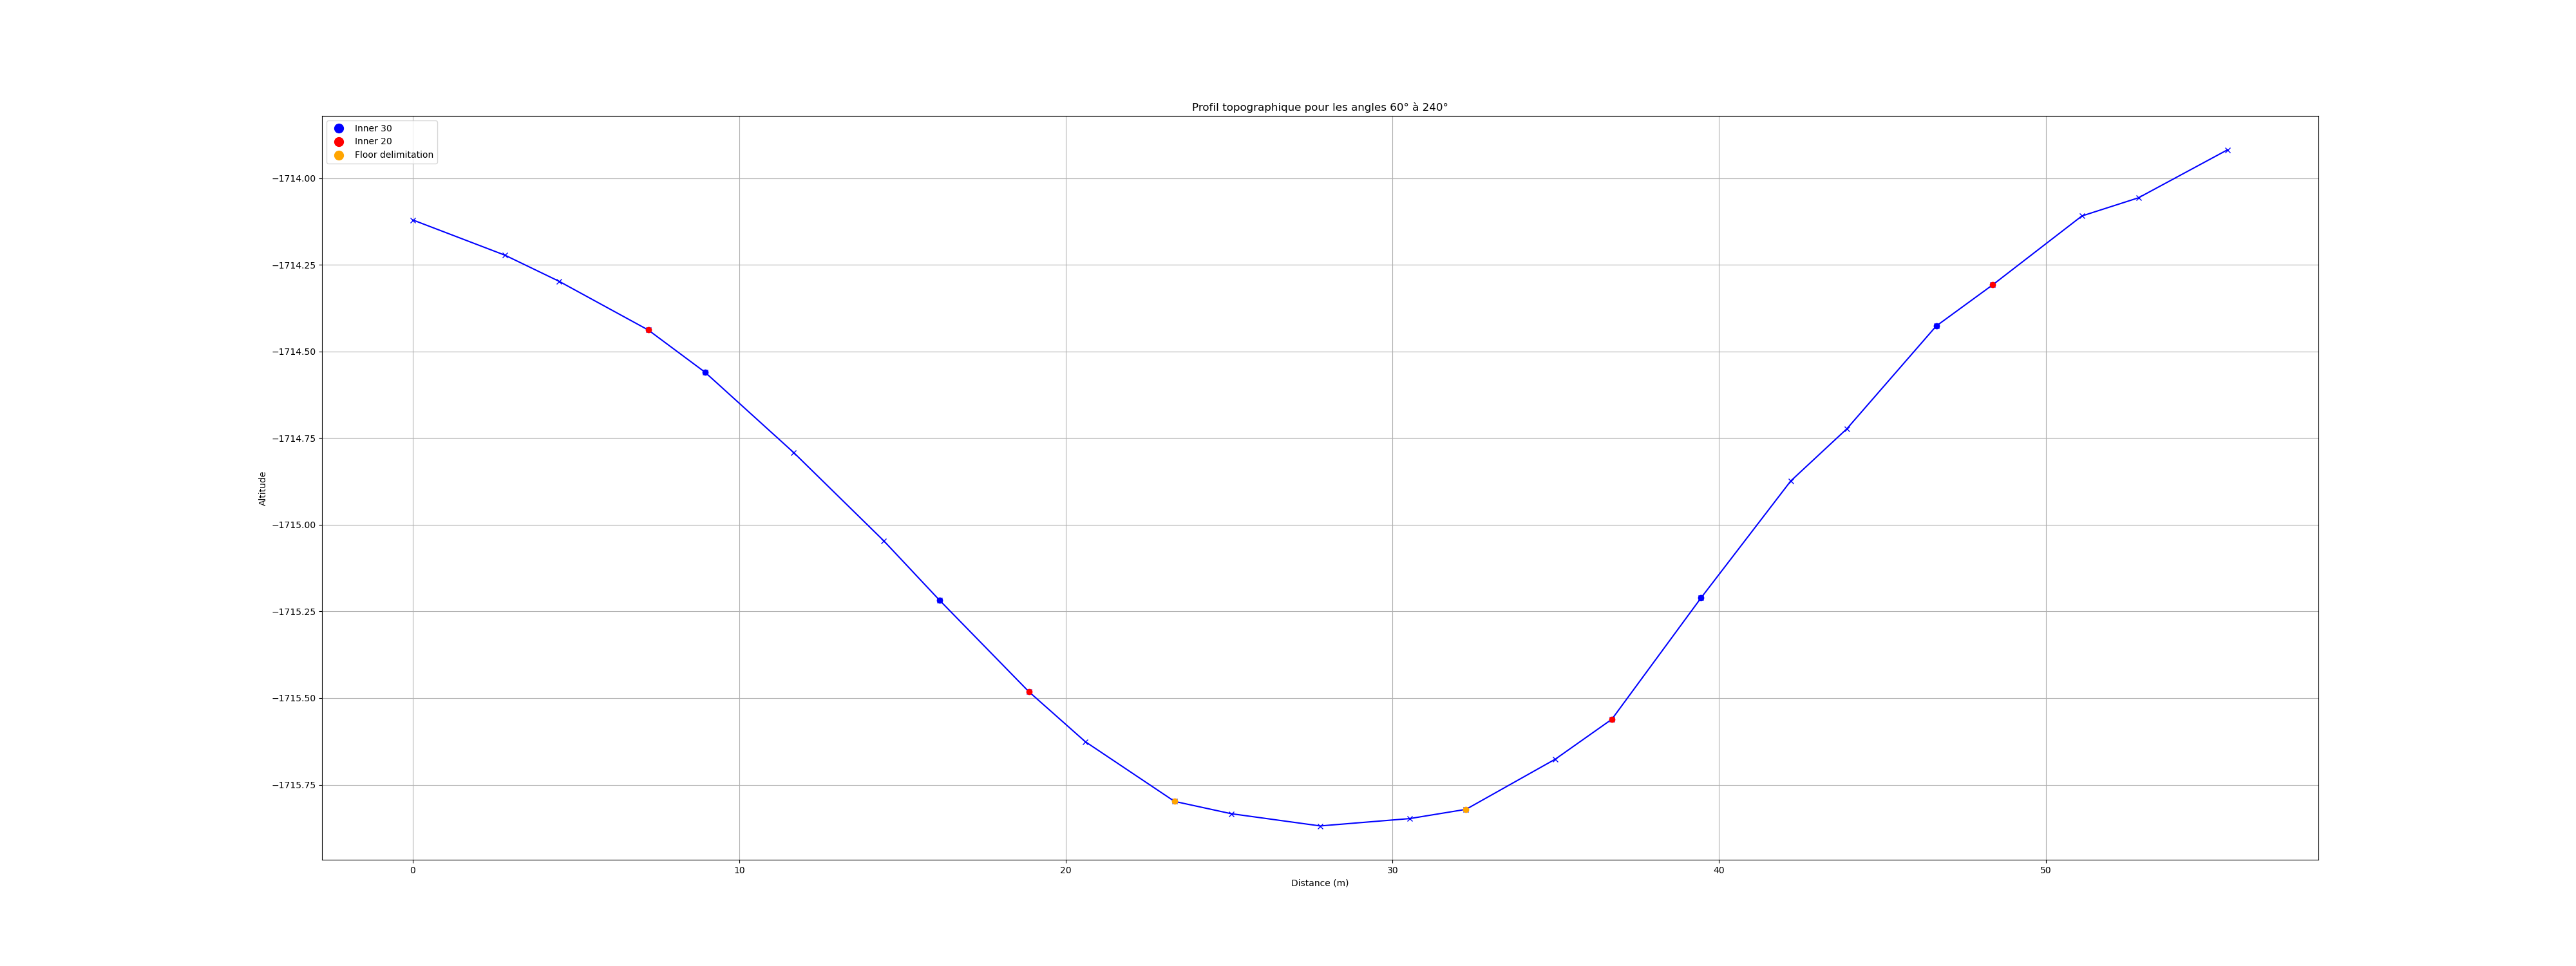 Profil topographique pour les angles 60° à 240°
Inner 30
Inner 20
Floor delimitation
−1714.00
−1714.25
−1714.50
−1714.75
−1715.00
−1715.25
−1715.50
−1715.75
Altitude
0 10 20 30 40 50
Distance (m)